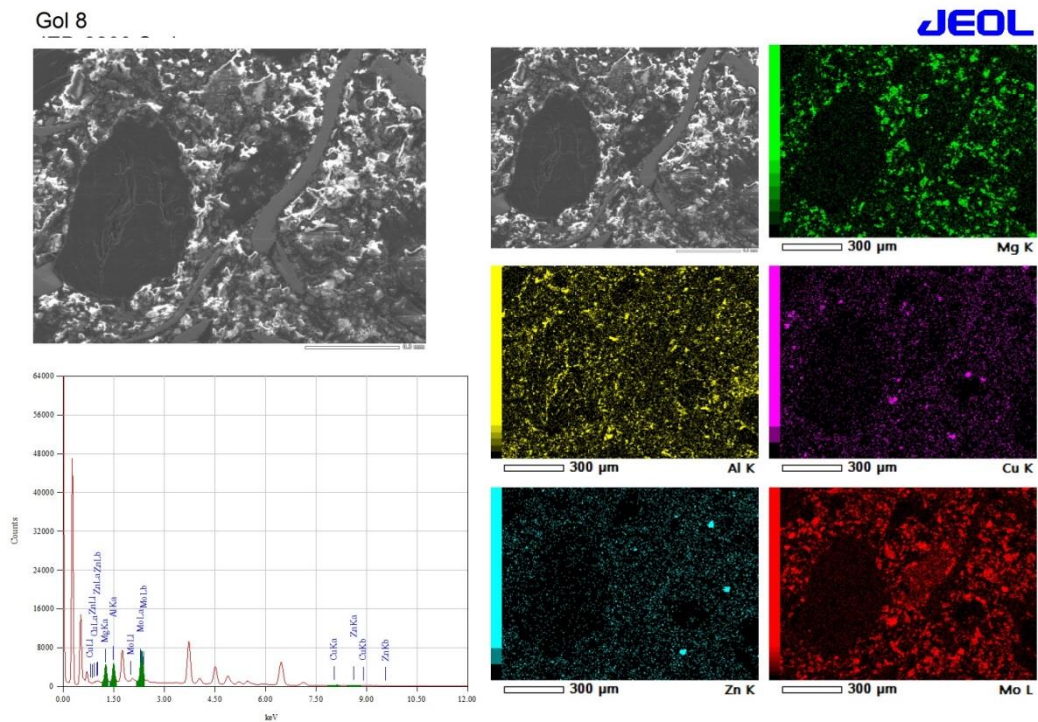 Gol 8
JEOL
300 µm
Mg K
300 µm
Al K
300 µm
Cu K
300 µm
Zn K
300 µm
Mo L
64000
56000
48000
40000
32000
24000
16000
8000
0
Counts
CuLl
ZnLl
CuLa
ZnLa
ZnLb
MgKa
AlKa
MoLl
MoLa
MoLb
CuKa
ZnKa
CuKb
ZnKb
0.00 1.50 3.00 4.50 6.00 7.50 9.00 10.50 12.00
keV